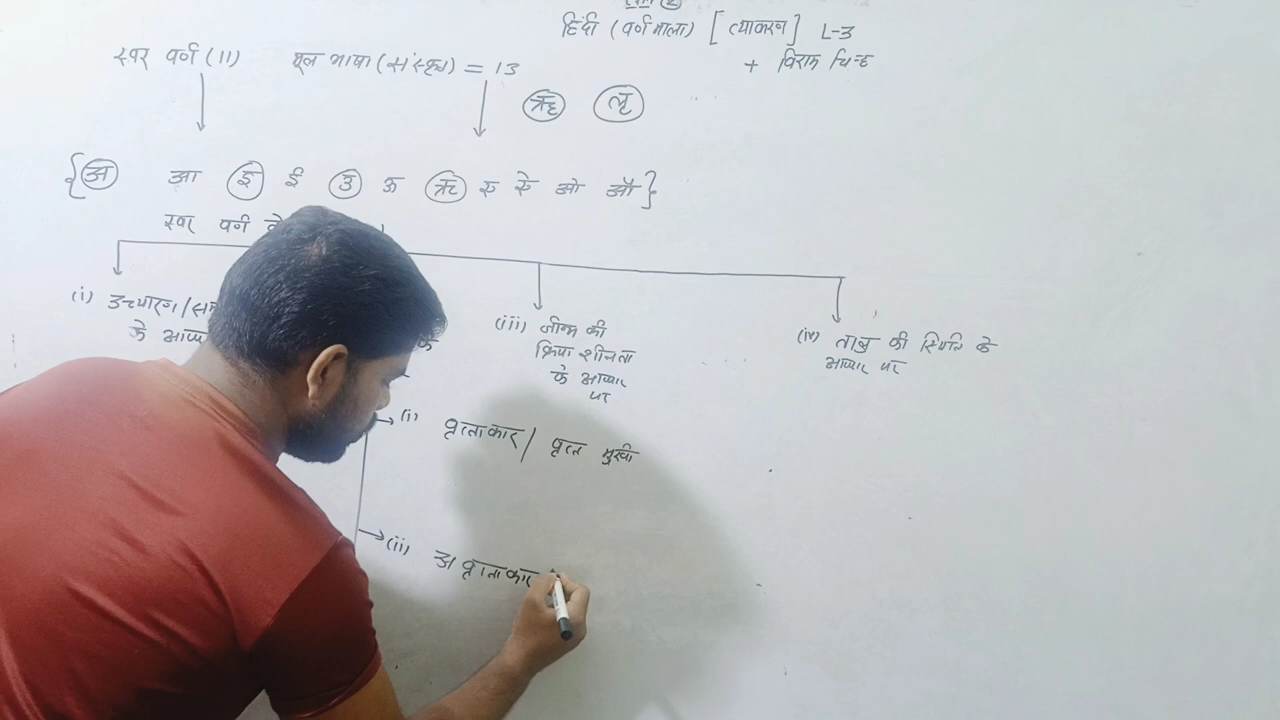 हिंदी (वर्णमाला) [व्याकरण] L-3
+ विराम चिन्ह
स्वर वर्ण (11) मूल भाषा (संस्कृत) = 13
ॠ ऌ
{अ आ इ ई उ ऊ ऋ ए ऐ ओ औ}
स्वर वर्ण
(i) उच्चारण/
के आधार
(iii) जीभ की
क्रिया शीलता
के आधार
पर
(iv) तालु की स्थिति के
आधार पर
(i) वृत्ताकार/ वृत्त मुखी
(ii) अवृत्ताकार